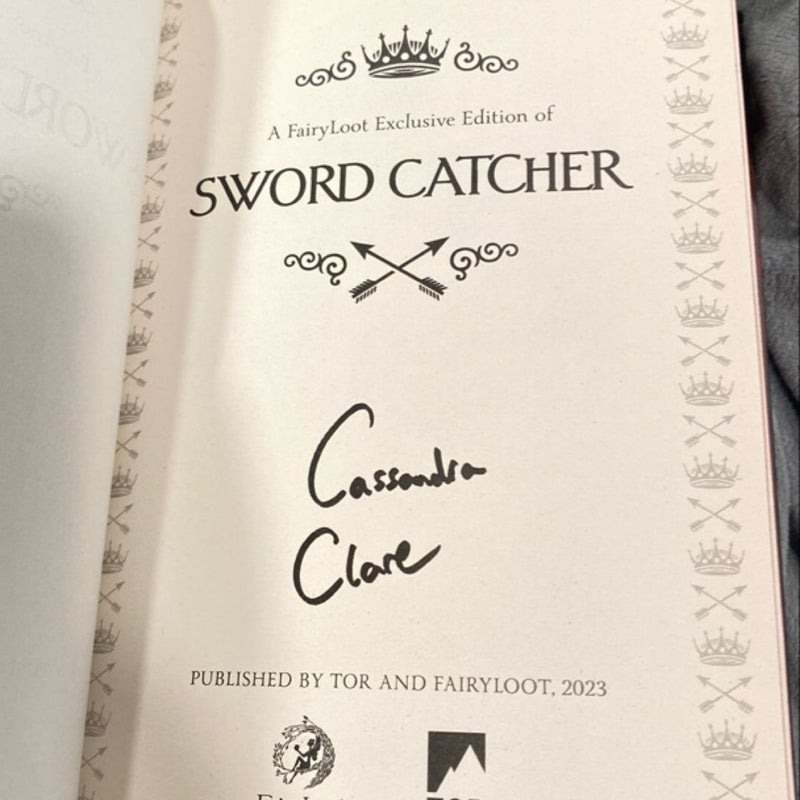 A FairyLoot Exclusive Edition of
SWORD CATCHER
Cassandra
Clare
PUBLISHED BY TOR AND FAIRYLOOT, 2023